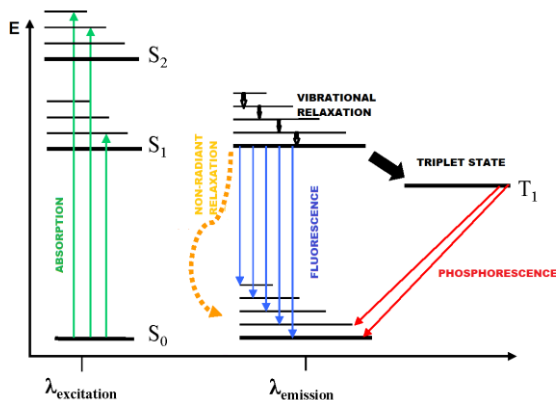 E
S2
VIBRATIONAL
RELAXATION
S1
TRIPLET STATE
T1
NON-RADIANT
RELAXATION
ABSORPTION
FLUORESCENCE
PHOSPHORESCENCE
S0
λexcitation
λemission